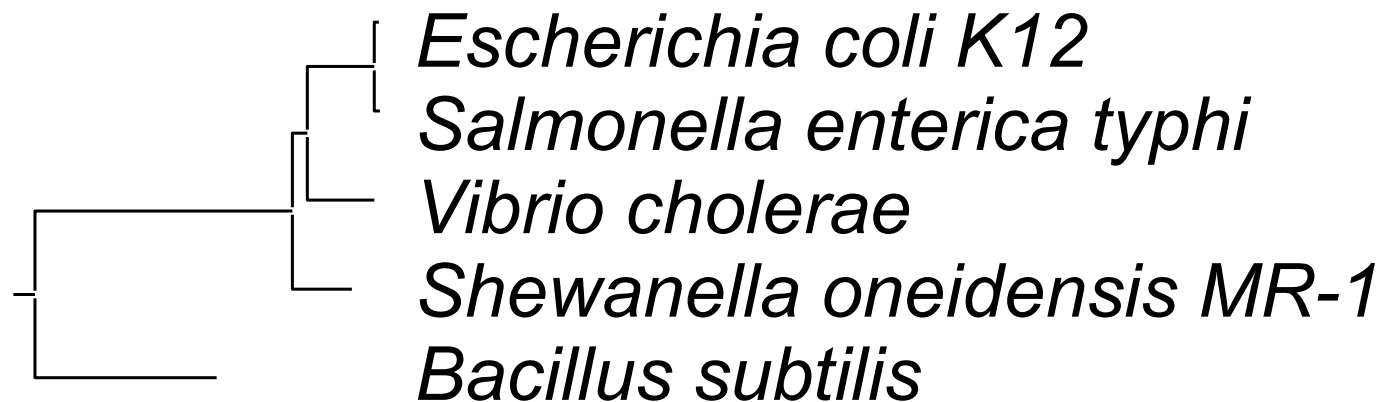 Escherichia coli K12
Salmonella enterica typhi
Vibrio cholerae
Shewanella oneidensis MR-1
Bacillus subtilis